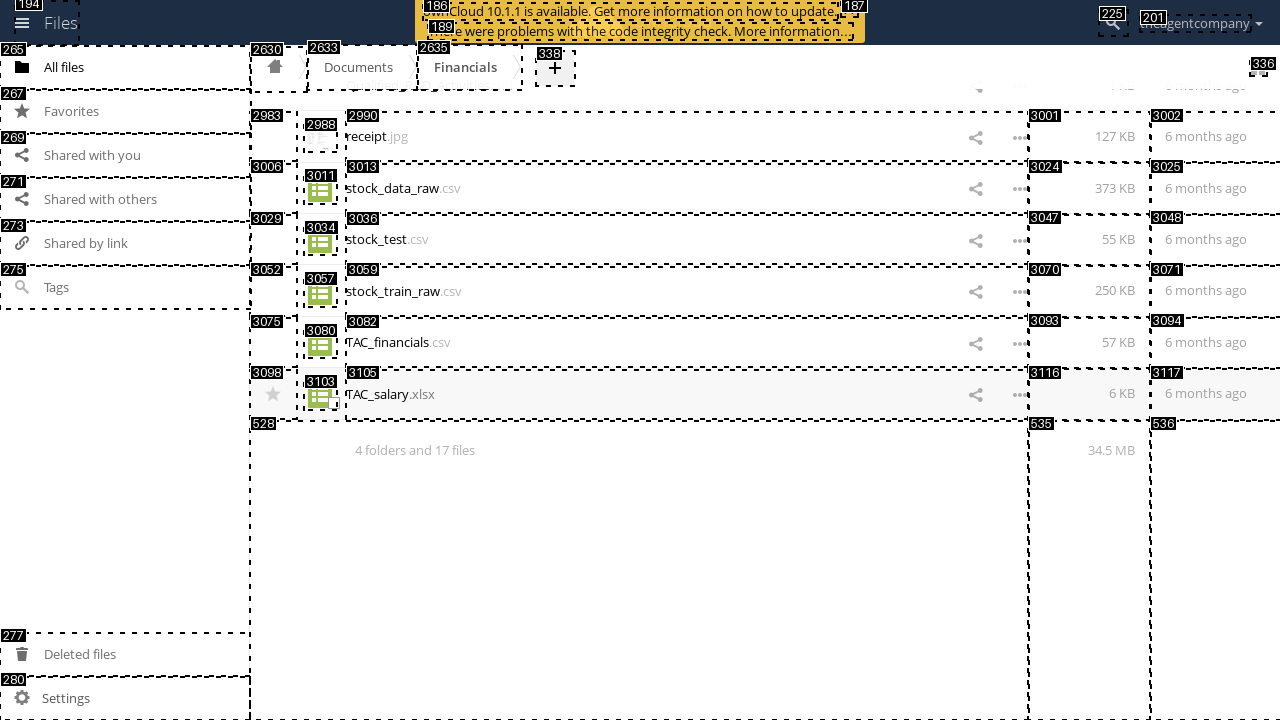 194
Files
186
ownCloud 10.1.1 is available. Get more information on how to update.
187
189
There were problems with the code integrity check. More information…
225
201
theagentcompany
265
All files
267
Favorites
269
Shared with you
271
Shared with others
273
Shared by link
275
Tags
277
Deleted files
280
Settings
2630
2633
Documents
2635
Financials
338
+
336
6 months ago
2983
2988
2990
receipt.jpg
3001
127 KB
3002
6 months ago
3006
3011
3013
stock_data_raw.csv
3024
373 KB
3025
6 months ago
3029
3034
3036
stock_test.csv
3047
55 KB
3048
6 months ago
3052
3057
3059
stock_train_raw.csv
3070
250 KB
3071
6 months ago
3075
3080
3082
TAC_financials.csv
3093
57 KB
3094
6 months ago
3098
3103
3105
TAC_salary.xlsx
3116
6 KB
3117
6 months ago
528
4 folders and 17 files
535
34.5 MB
536